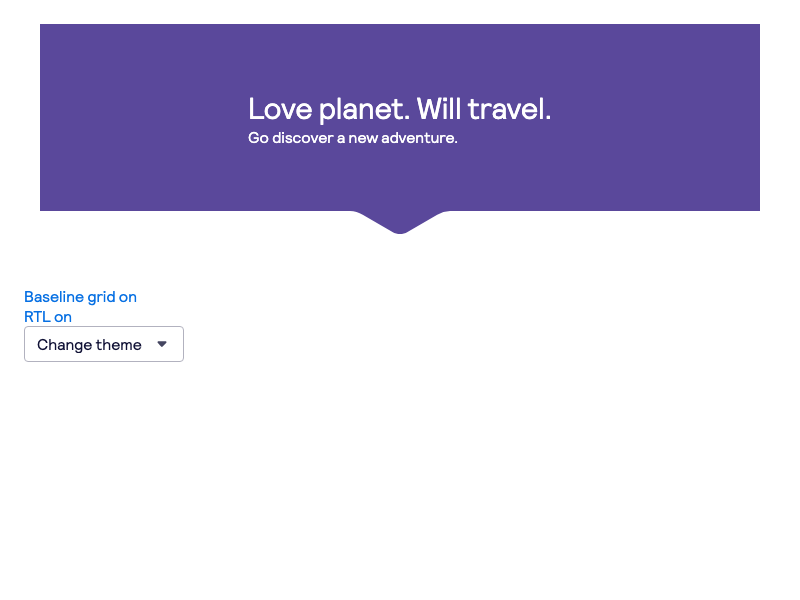 Love planet. Will travel.
Go discover a new adventure.
Baseline grid on
RTL on
Change theme